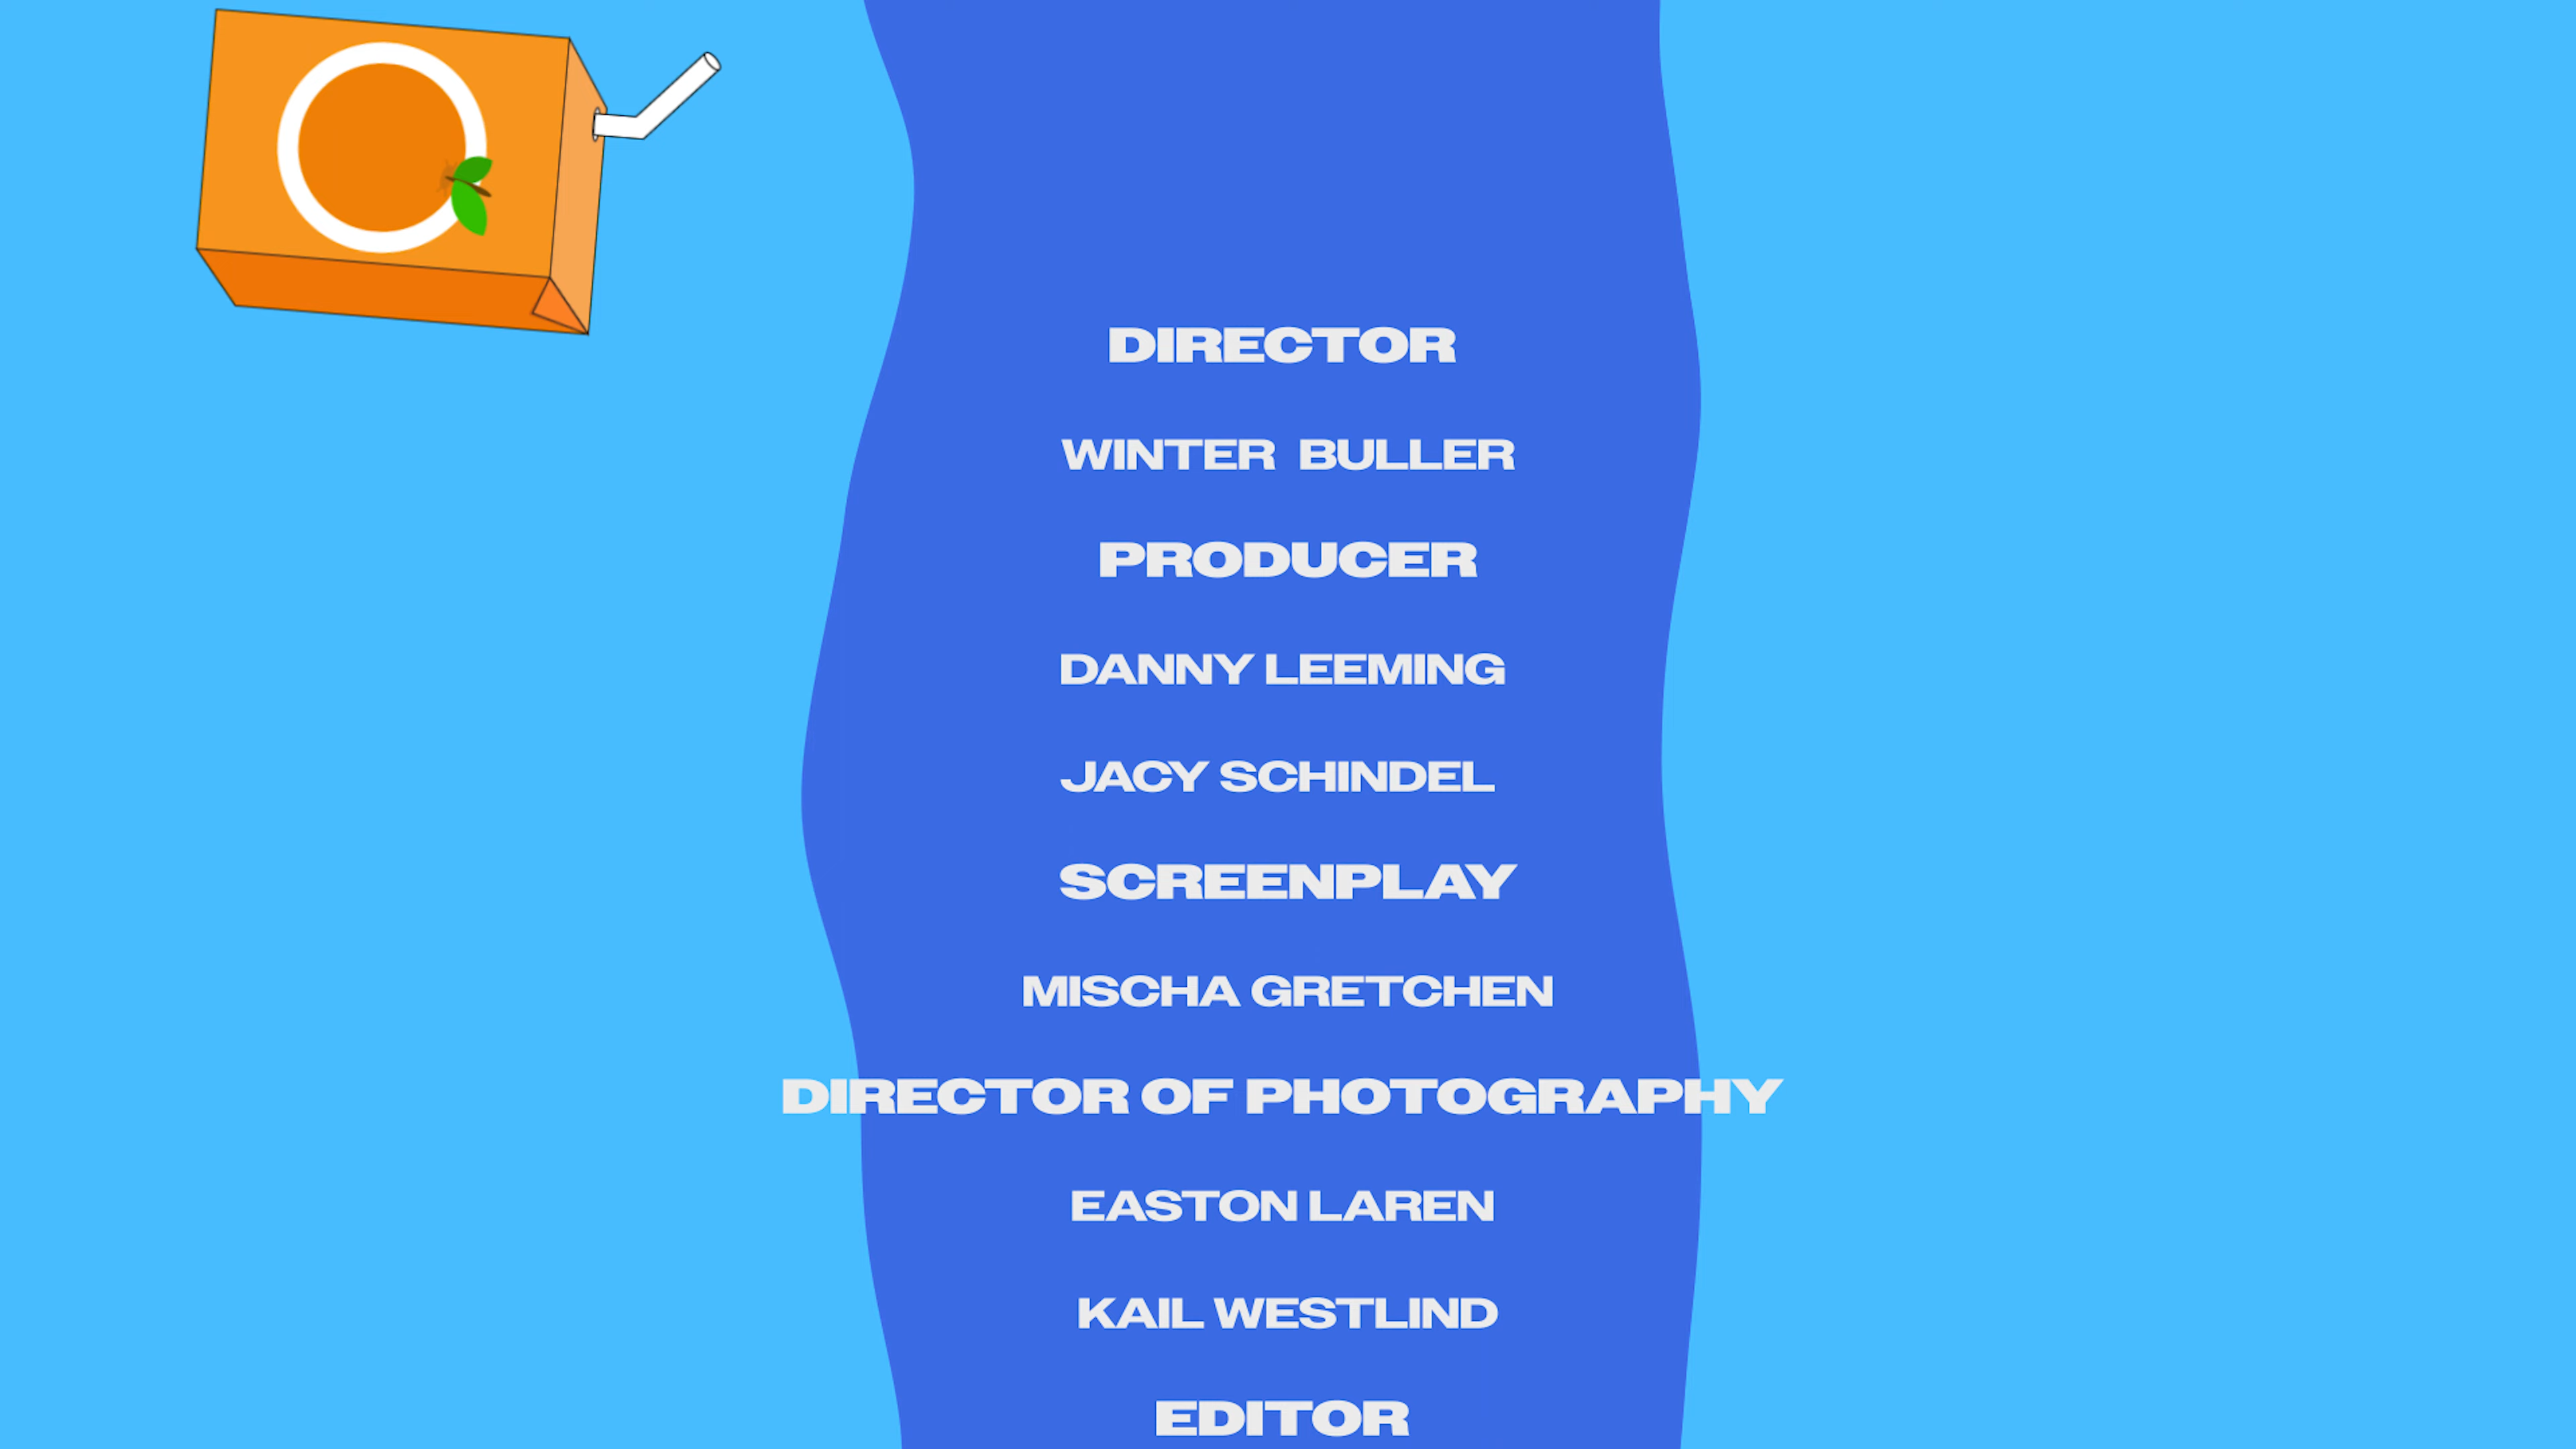 DIRECTOR
WINTER BULLER
PRODUCER
DANNY LEEMING
JACY SCHINDEL
SCREENPLAY
MISCHA GRETCHEN
DIRECTOR OF PHOTOGRAPHY
EASTON LAREN
KAIL WESTLIND
EDITOR